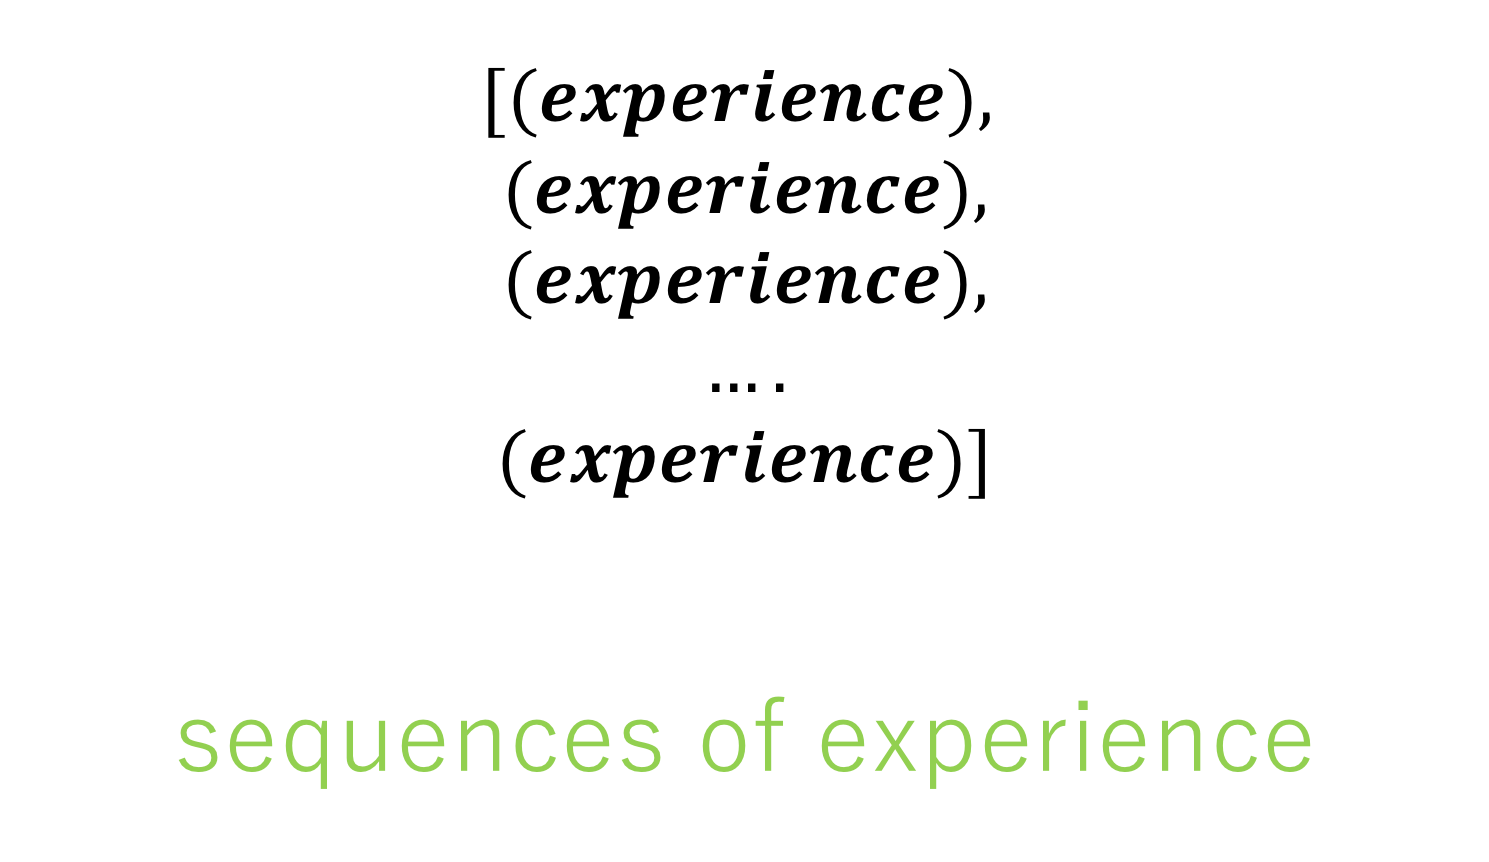 [(experience),
(experience),
(experience),
... .
(experience)]
sequences of experience